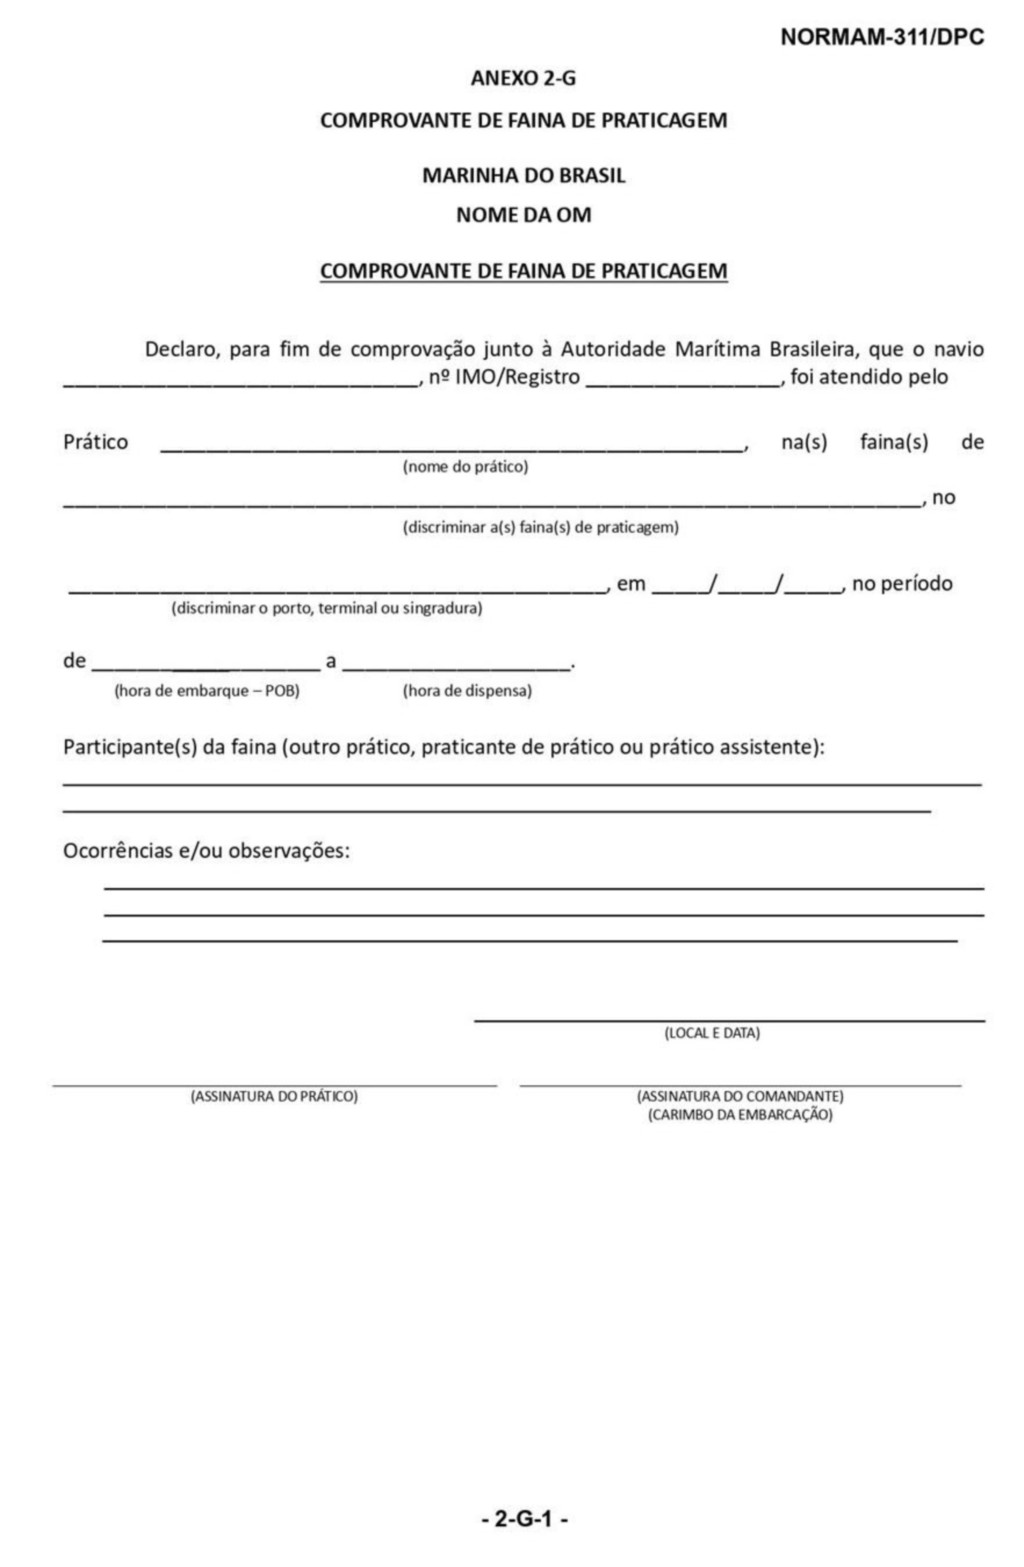 NORMAM-311/DPC
ANEXO 2-G
COMPROVANTE DE FAINA DE PRATICAGEM
MARINHA DO BRASIL
NOME DA OM
COMPROVANTE DE FAINA DE PRATICAGEM
Declaro, para fim de comprovação junto à Autoridade Marítima Brasileira, que o navio
______________________________, nº IMO/Registro ________________, foi atendido pelo
Prático ________________________________________________, na(s) faina(s) de
(nome do prático)
________________________________________________________________________, no
(discriminar a(s) faina(s) de praticagem)
_____________________________________________, em _____/_____/_____, no período
(discriminar o porto, terminal ou singradura)
de ___________________ a ___________________.
(hora de embarque – POB) (hora de dispensa)
Participante(s) da faina (outro prático, praticante de prático ou prático assistente):
Ocorrências e/ou observações:
(LOCAL E DATA)
(ASSINATURA DO PRÁTICO) (ASSINATURA DO COMANDANTE)
(CARIMBO DA EMBARCAÇÃO)
- 2-G-1 -